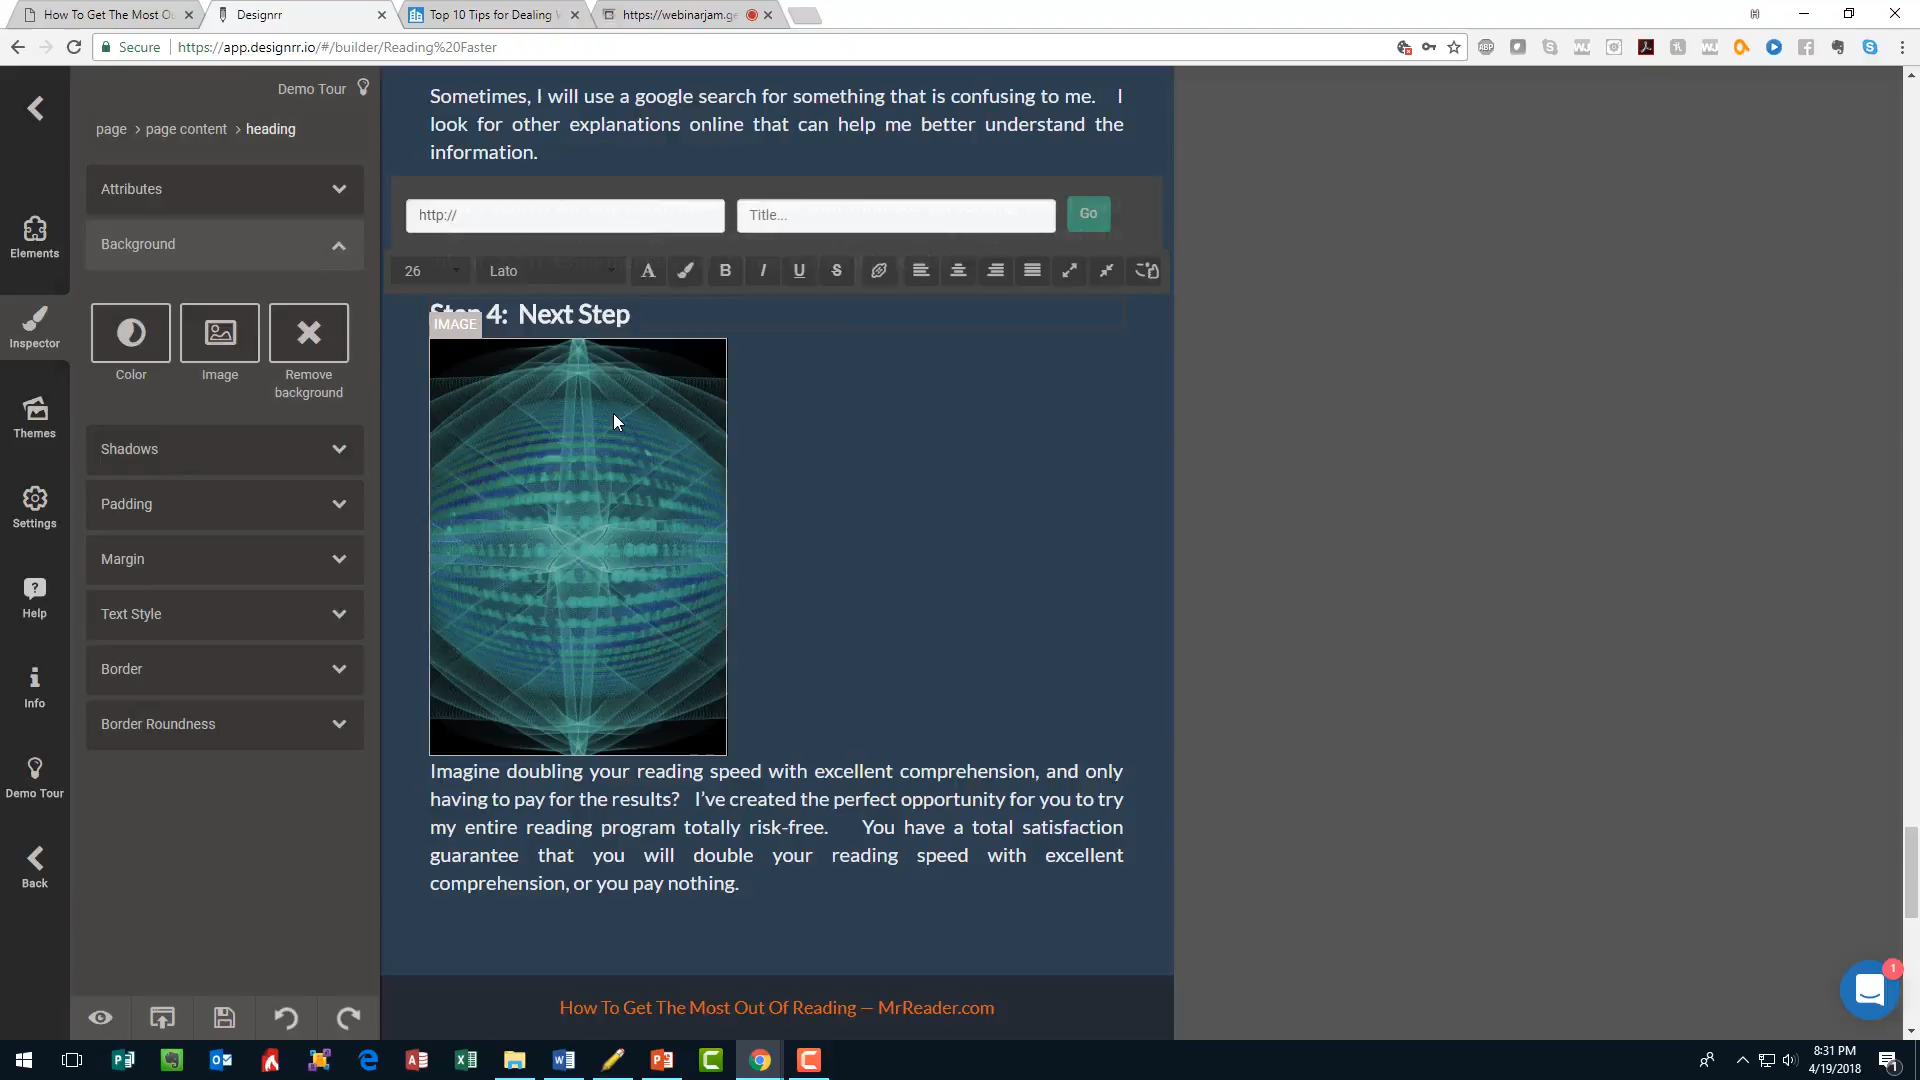 How To Get The Most O
Designrr
Top 10 Tips for Dealing
https://webinarjam.ge
Secure
https://app.designrr.io/#/builder/Reading%20Faster
Demo Tour
page > page content > heading
Attributes
Background
Color
Image
Remove
background
Shadows
Padding
Margin
Text Style
Border
Border Roundness
Elements
Inspector
Themes
Settings
Help
Info
Demo Tour
Back
Sometimes, I will use a google search for something that is confusing to me. I
look for other explanations online that can help me better understand the
information.
http://
Title...
Go
26
Lato
A
B
I
U
S
Step 4: Next Step
IMAGE
Imagine doubling your reading speed with excellent comprehension, and only
having to pay for the results? I've created the perfect opportunity for you to try
my entire reading program totally risk-free. You have a total satisfaction
guarantee that you will double your reading speed with excellent
comprehension, or you pay nothing.
How To Get The Most Out Of Reading — MrReader.com
1
8:31 PM
4/19/2018